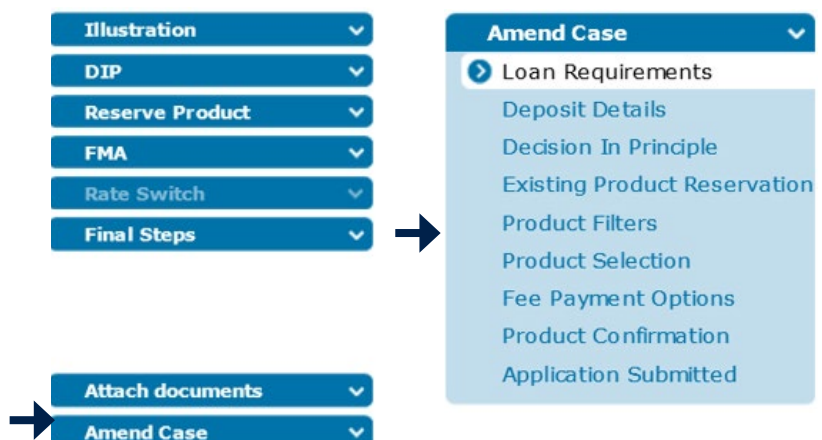 Illustration
DIP
Reserve Product
FMA
Rate Switch
Final Steps
Attach documents
Amend Case
Amend Case
Loan Requirements
Deposit Details
Decision In Principle
Existing Product Reservation
Product Filters
Product Selection
Fee Payment Options
Product Confirmation
Application Submitted